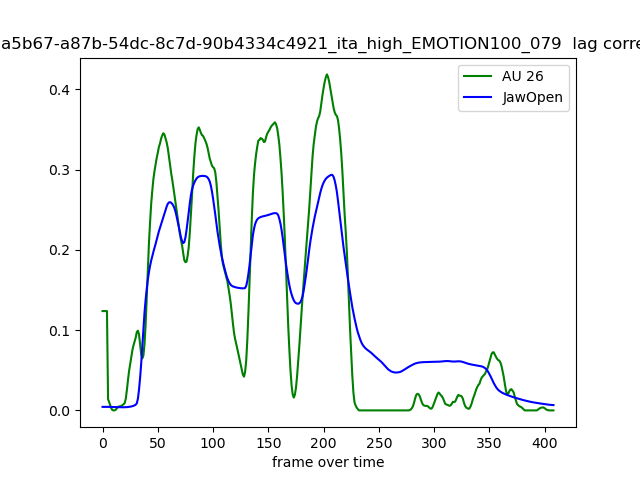 a5b67-a87b-54dc-8c7d-90b4334c4921_ita_high_EMOTION100_079 lag corre
AU 26
JawOpen
0.4
0.3
0.2
0.1
0.0
0 50 100 150 200 250 300 350 400
frame over time